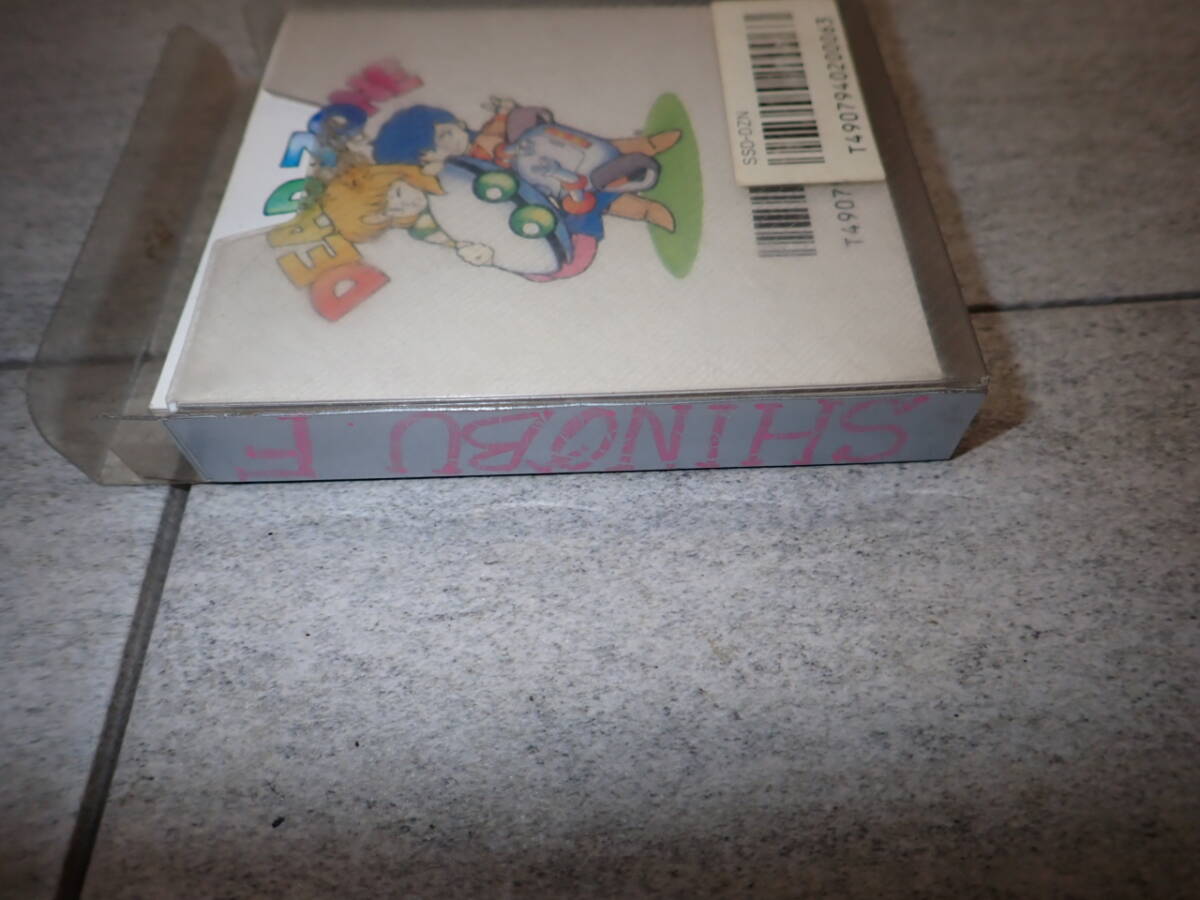 DEAD ZONE
SSD-DZN
T4907940200063
T4907
SHINOBU F